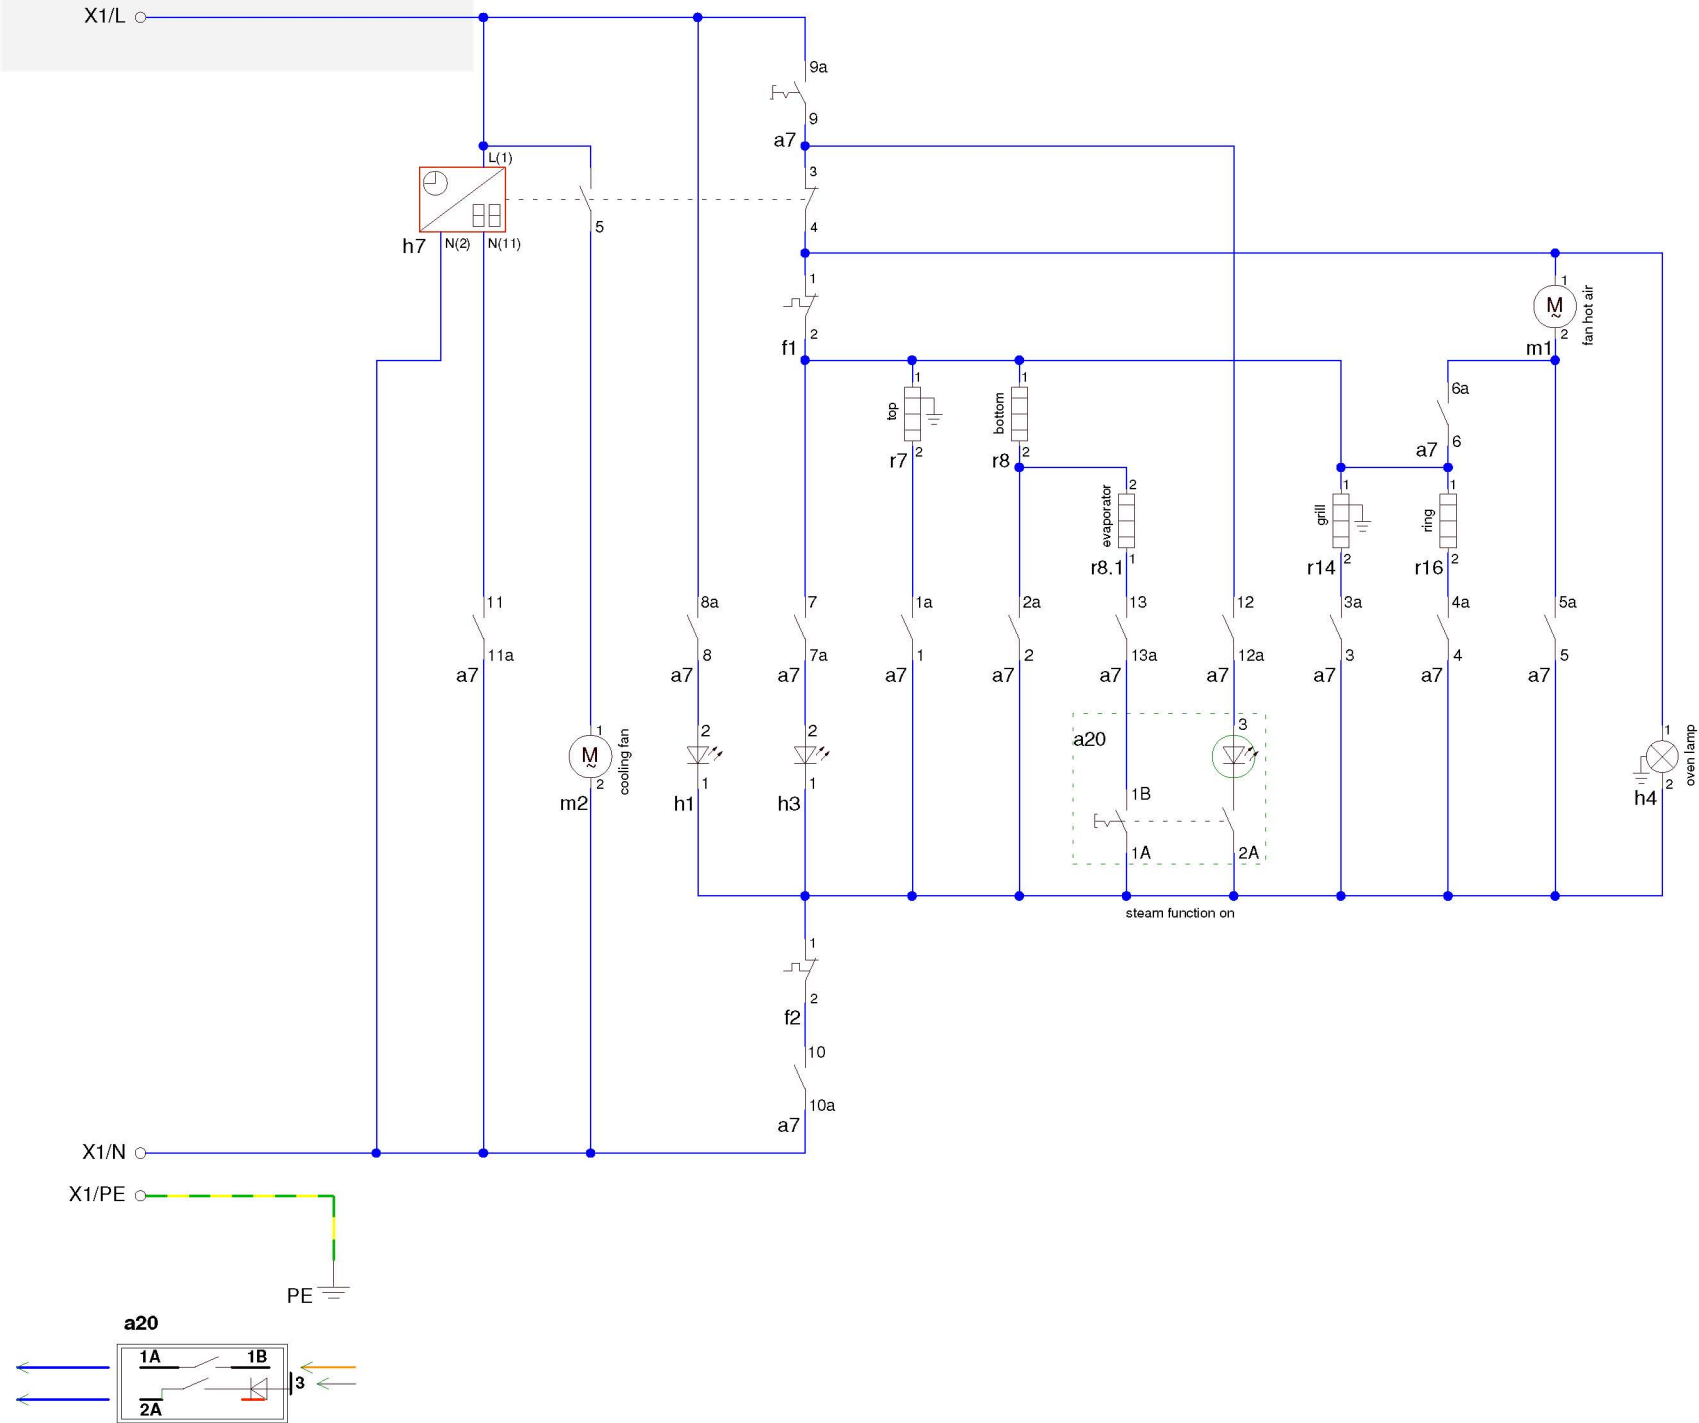 X1/L
9a
9
a7
L(1)
3
4
5
h7
N(2)
N(11)
1
2
f1
1
M
~
2
m1
fan hot air
6a
6
a7
top
1
2
r7
bottom
1
2
r8
evaporator
2
1
r8.1
grill
1
2
r14
ring
1
2
r16
11
11a
a7
8a
8
a7
7
7a
a7
1a
1
a7
2a
2
a7
13
13a
a7
12
12a
a7
3a
3
a7
4a
4
a7
5a
5
a7
1
M
~
2
m2
cooling fan
2
1
h1
2
1
h3
a20
3
1B
1A
2A
1
2
h4
oven lamp
steam function on
1
2
f2
10
10a
a7
X1/N
X1/PE
PE
a20
1A
1B
3
2A